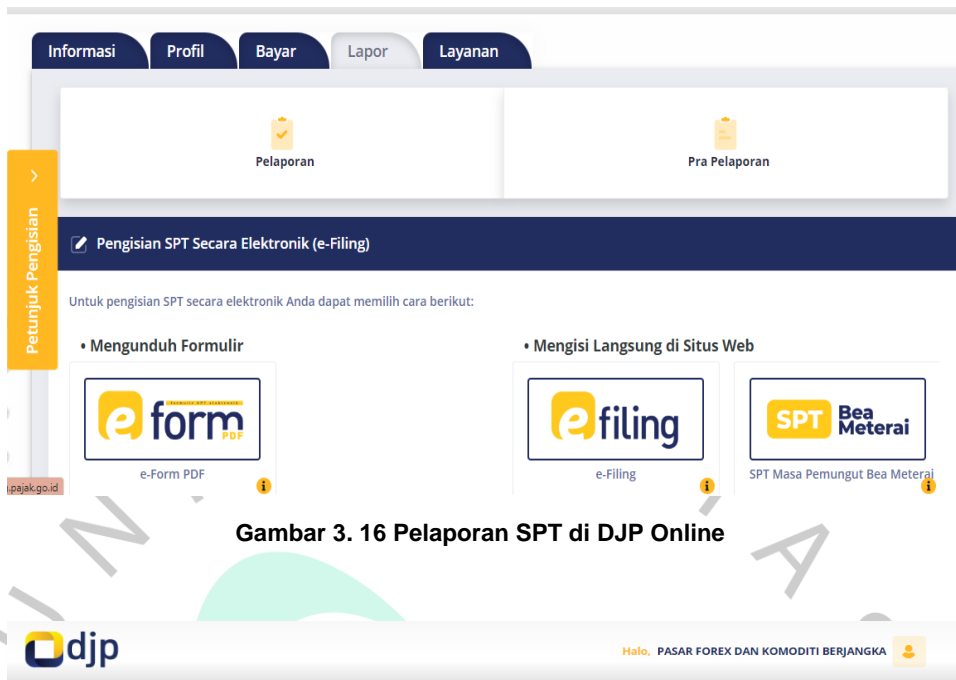 Informasi Profil Bayar Lapor Layanan
Pelaporan Pra Pelaporan
Petunjuk Pengisian
Pengisian SPT Secara Elektronik (e-Filing)
Untuk pengisian SPT secara elektronik Anda dapat memilih cara berikut:
• Mengunduh Formulir • Mengisi Langsung di Situs Web
formulir SPT elektronik
e form PDF
e filing
SPT Bea Meterai
e-Form PDF e-Filing SPT Masa Pemungut Bea Meterai
.pajak.go.id
Gambar 3. 16 Pelaporan SPT di DJP Online
djp
Halo, PASAR FOREX DAN KOMODITI BERJANGKA